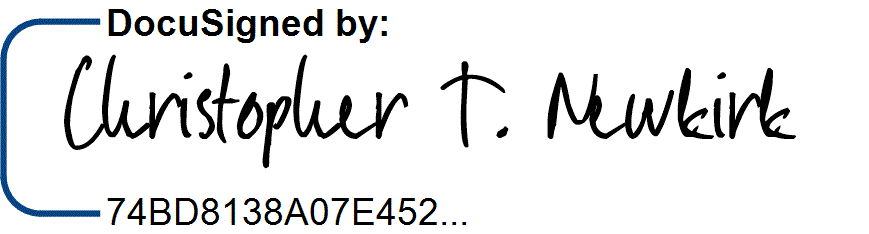 DocuSigned by:
Christopher T. Newkirk
74BD8138A07E452...